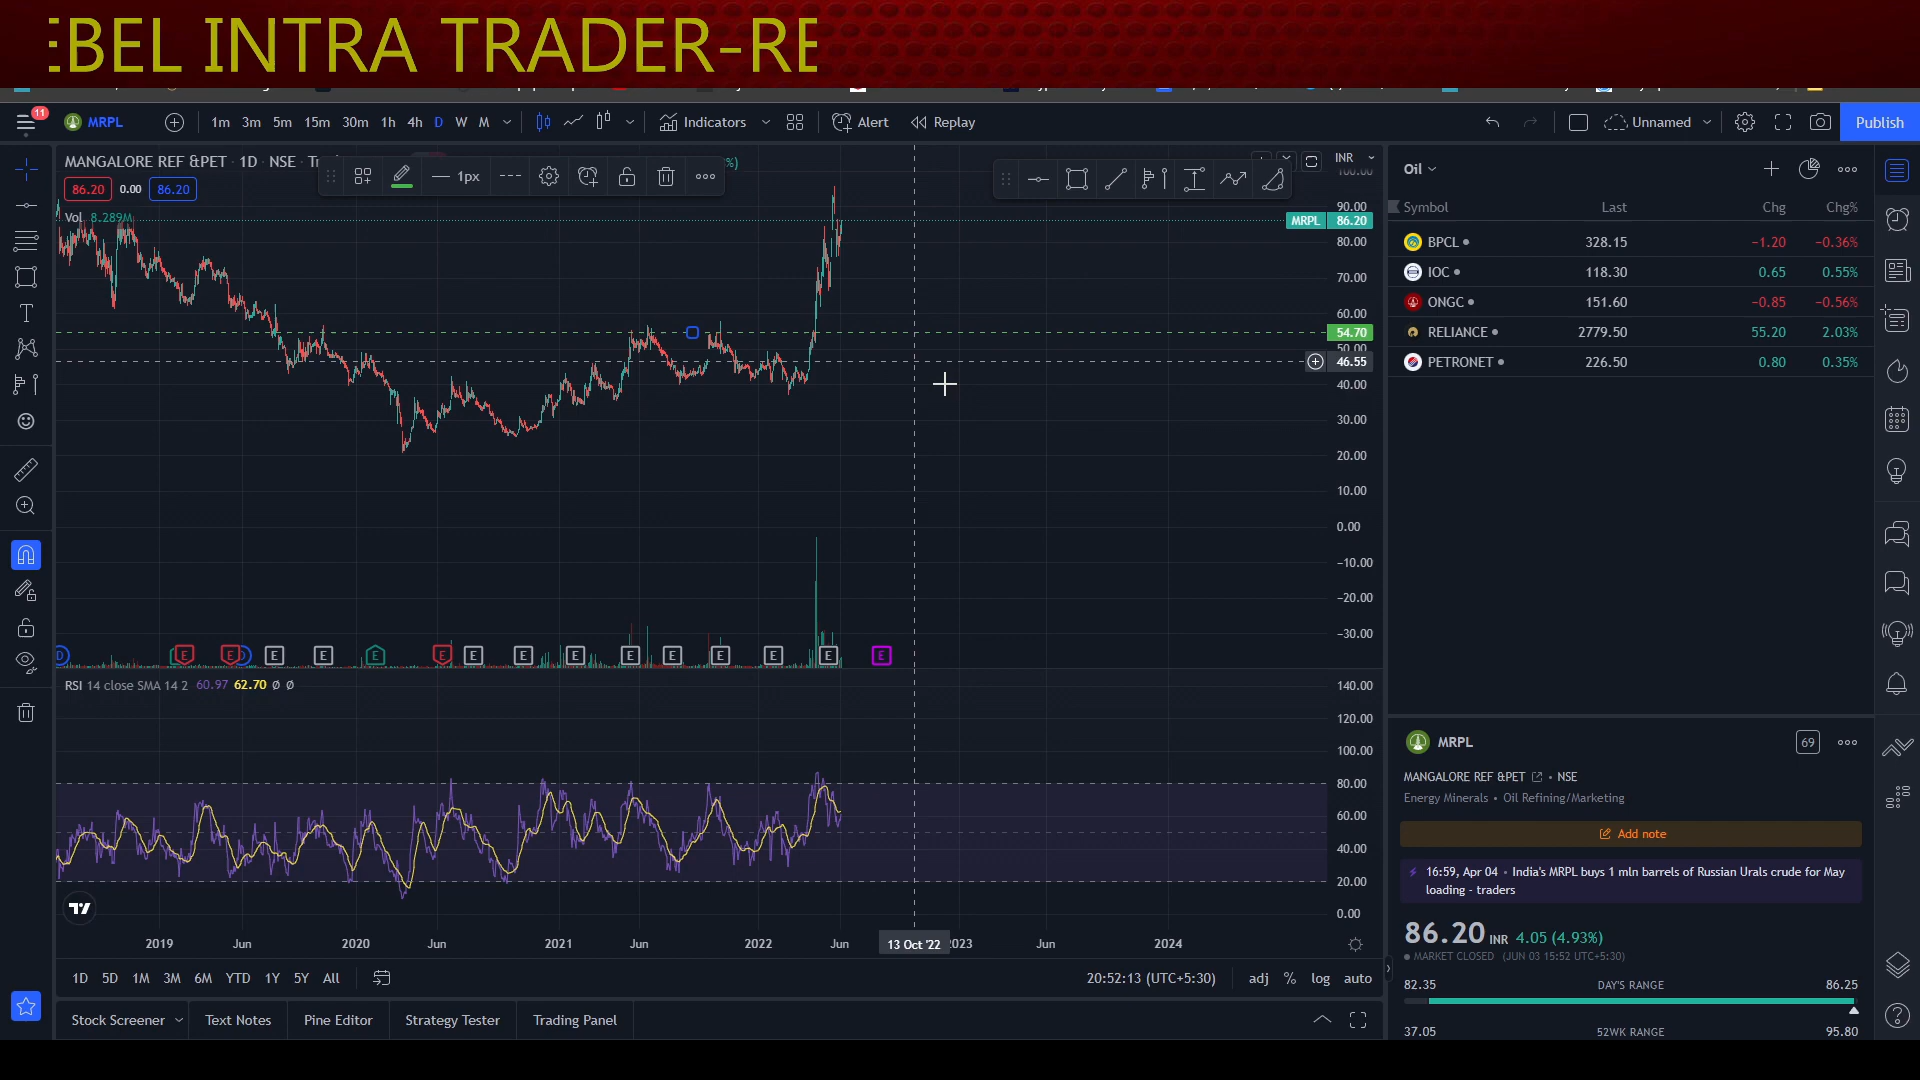 EBEL INTRA TRADER-RE
11
MRPL
1m 3m 5m 15m 30m 1h 4h D W M
Indicators
Alert
Replay
Unnamed
Publish
MANGALORE REF &PET · 1D · NSE
%)
1px
INR
86.20 0.00 86.20
Vol 8.289M
100.00
90.00
MRPL 86.20
80.00
70.00
60.00
54.70
50.00
46.55
40.00
30.00
20.00
10.00
0.00
−10.00
−20.00
−30.00
D E E D E E E E E E E E E E E E E
RSI 14 close SMA 14 2 60.97 62.70 Ø Ø
140.00
120.00
100.00
80.00
60.00
40.00
20.00
0.00
2019 Jun 2020 Jun 2021 Jun 2022 Jun 13 Oct '22 2023 Jun 2024
1D 5D 1M 3M 6M YTD 1Y 5Y All
20:52:13 (UTC+5:30)
adj % log auto
Stock Screener
Text Notes
Pine Editor
Strategy Tester
Trading Panel
Oil
Symbol Last Chg Chg%
BPCL 328.15 −1.20 −0.36%
IOC 118.30 0.65 0.55%
ONGC 151.60 −0.85 −0.56%
RELIANCE 2779.50 55.20 2.03%
PETRONET 226.50 0.80 0.35%
MRPL
69
MANGALORE REF &PET • NSE
Energy Minerals • Oil Refining/Marketing
Add note
16:59, Apr 04 • India's MRPL buys 1 mln barrels of Russian Urals crude for May
loading - traders
86.20 INR 4.05 (4.93%)
MARKET CLOSED (JUN 03 15:52 UTC+5:30)
82.35 DAY'S RANGE 86.25
37.05 52WK RANGE 95.80